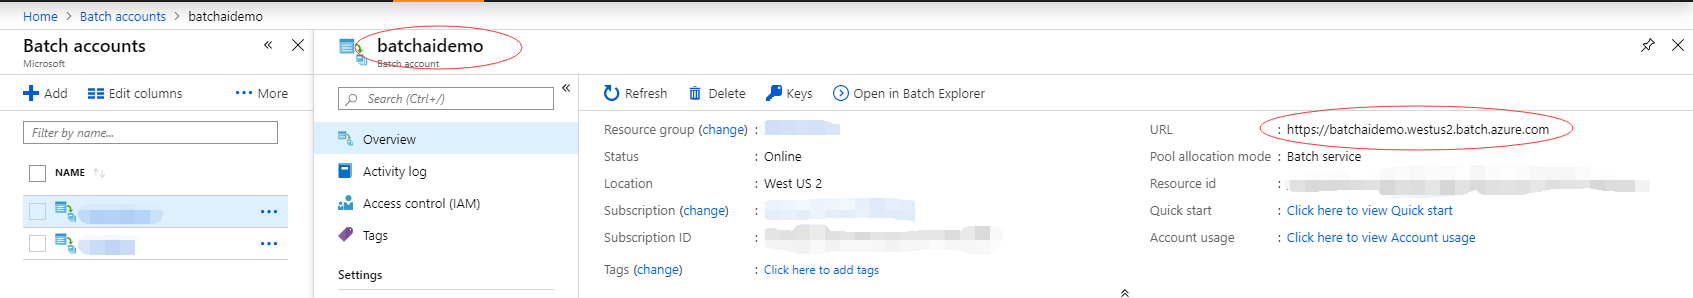 Home > Batch accounts > batchaidemo
Batch accounts
Microsoft
Add Edit columns ••• More
Filter by name...
NAME
batchaidemo
Batch account
Search (Ctrl+/)
Overview
Activity log
Access control (IAM)
Tags
Settings
Refresh Delete Keys Open in Batch Explorer
Resource group (change) :
Status : Online
Location : West US 2
Subscription (change) :
Subscription ID :
Tags (change) : Click here to add tags
URL : https://batchaidemo.westus2.batch.azure.com
Pool allocation mode : Batch service
Resource id :
Quick start : Click here to view Quick start
Account usage : Click here to view Account usage